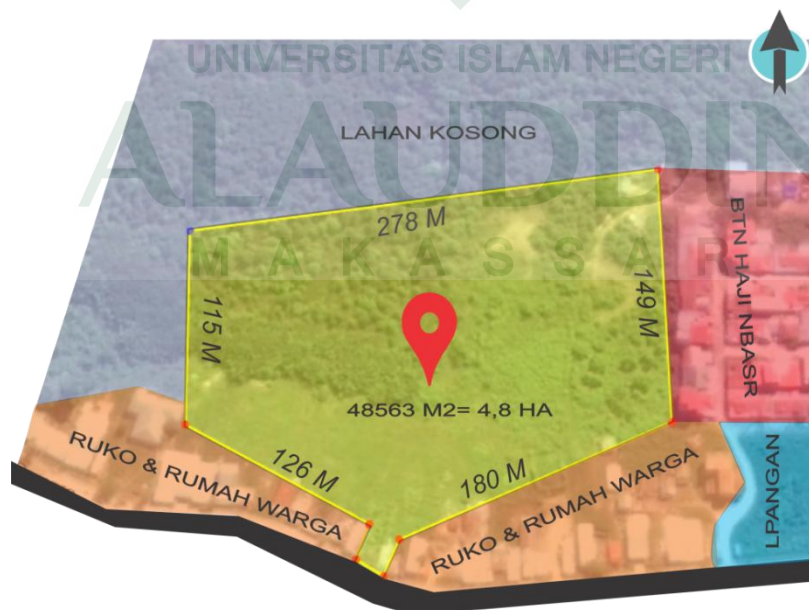 UNIVERSITAS ISLAM NEGERI
ALAUDDIN
MAKASSAR
LAHAN KOSONG
278 M
BTN HAJI NBASR
149 M
115 M
48563 M2= 4,8 HA
126 M
180 M
RUKO & RUMAH WARGA
RUKO & RUMAH WARGA
LPANGAN